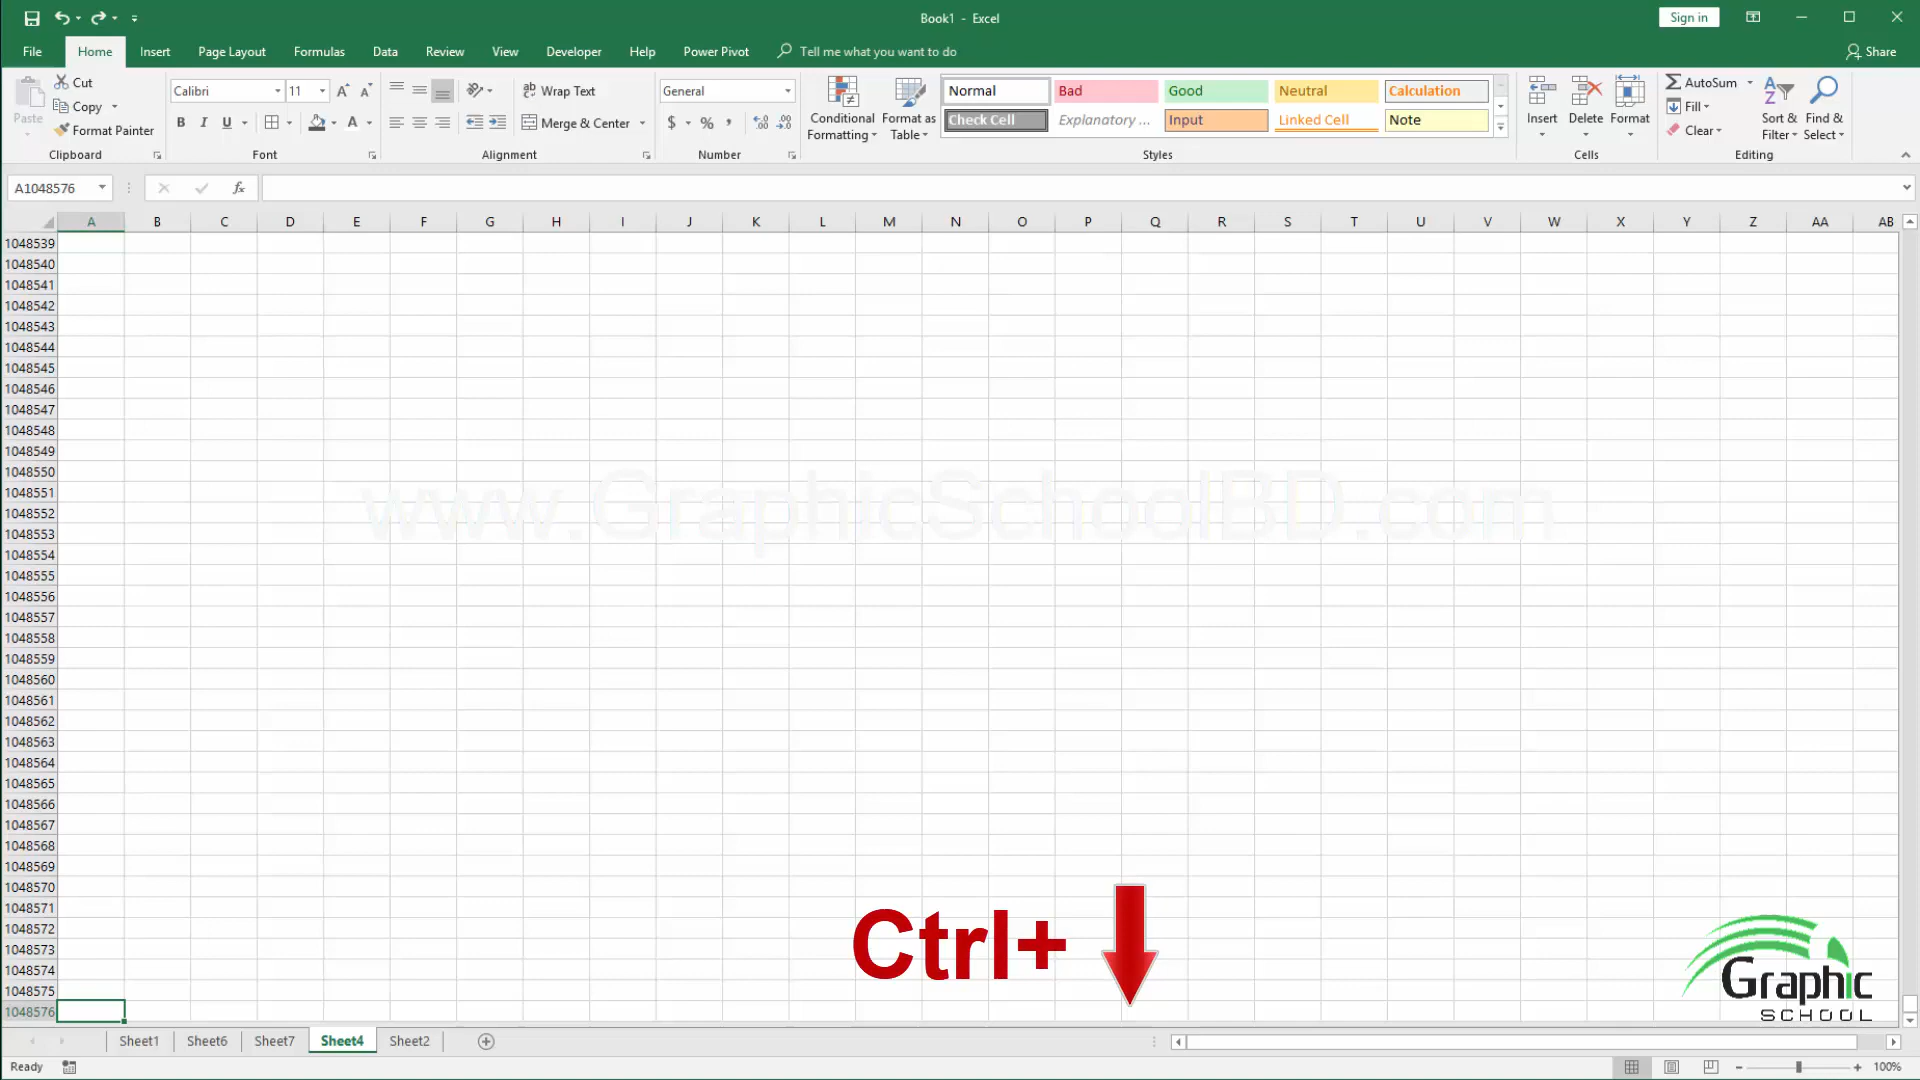 Book1 - Excel
Sign in
File Home Insert Page Layout Formulas Data Review View Developer Help Power Pivot Tell me what you want to do Share
Paste
Cut
Copy
Format Painter
Clipboard
Calibri 11
B I U A
Font
Wrap Text
Merge & Center
Alignment
General
$ % ,
Number
Conditional Formatting
Format as Table
Normal Bad Good Neutral Calculation
Check Cell Explanatory ... Input Linked Cell Note
Styles
Insert Delete Format
Cells
AutoSum
Fill
Clear
Sort & Filter
Find & Select
Editing
A1048576 fx
A B C D E F G H I J K L M N O P Q R S T U V W X Y Z AA AB
1048539
1048540
1048541
1048542
1048543
1048544
1048545
1048546
1048547
1048548
1048549
1048550
1048551
1048552
1048553
1048554
1048555
1048556
1048557
1048558
1048559
1048560
1048561
1048562
1048563
1048564
1048565
1048566
1048567
1048568
1048569
1048570
1048571
1048572
1048573
1048574
1048575
1048576
www.GraphicSchoolBD.com
Ctrl+
Graphic
SCHOOL
Sheet1 Sheet6 Sheet7 Sheet4 Sheet2
Ready
100%